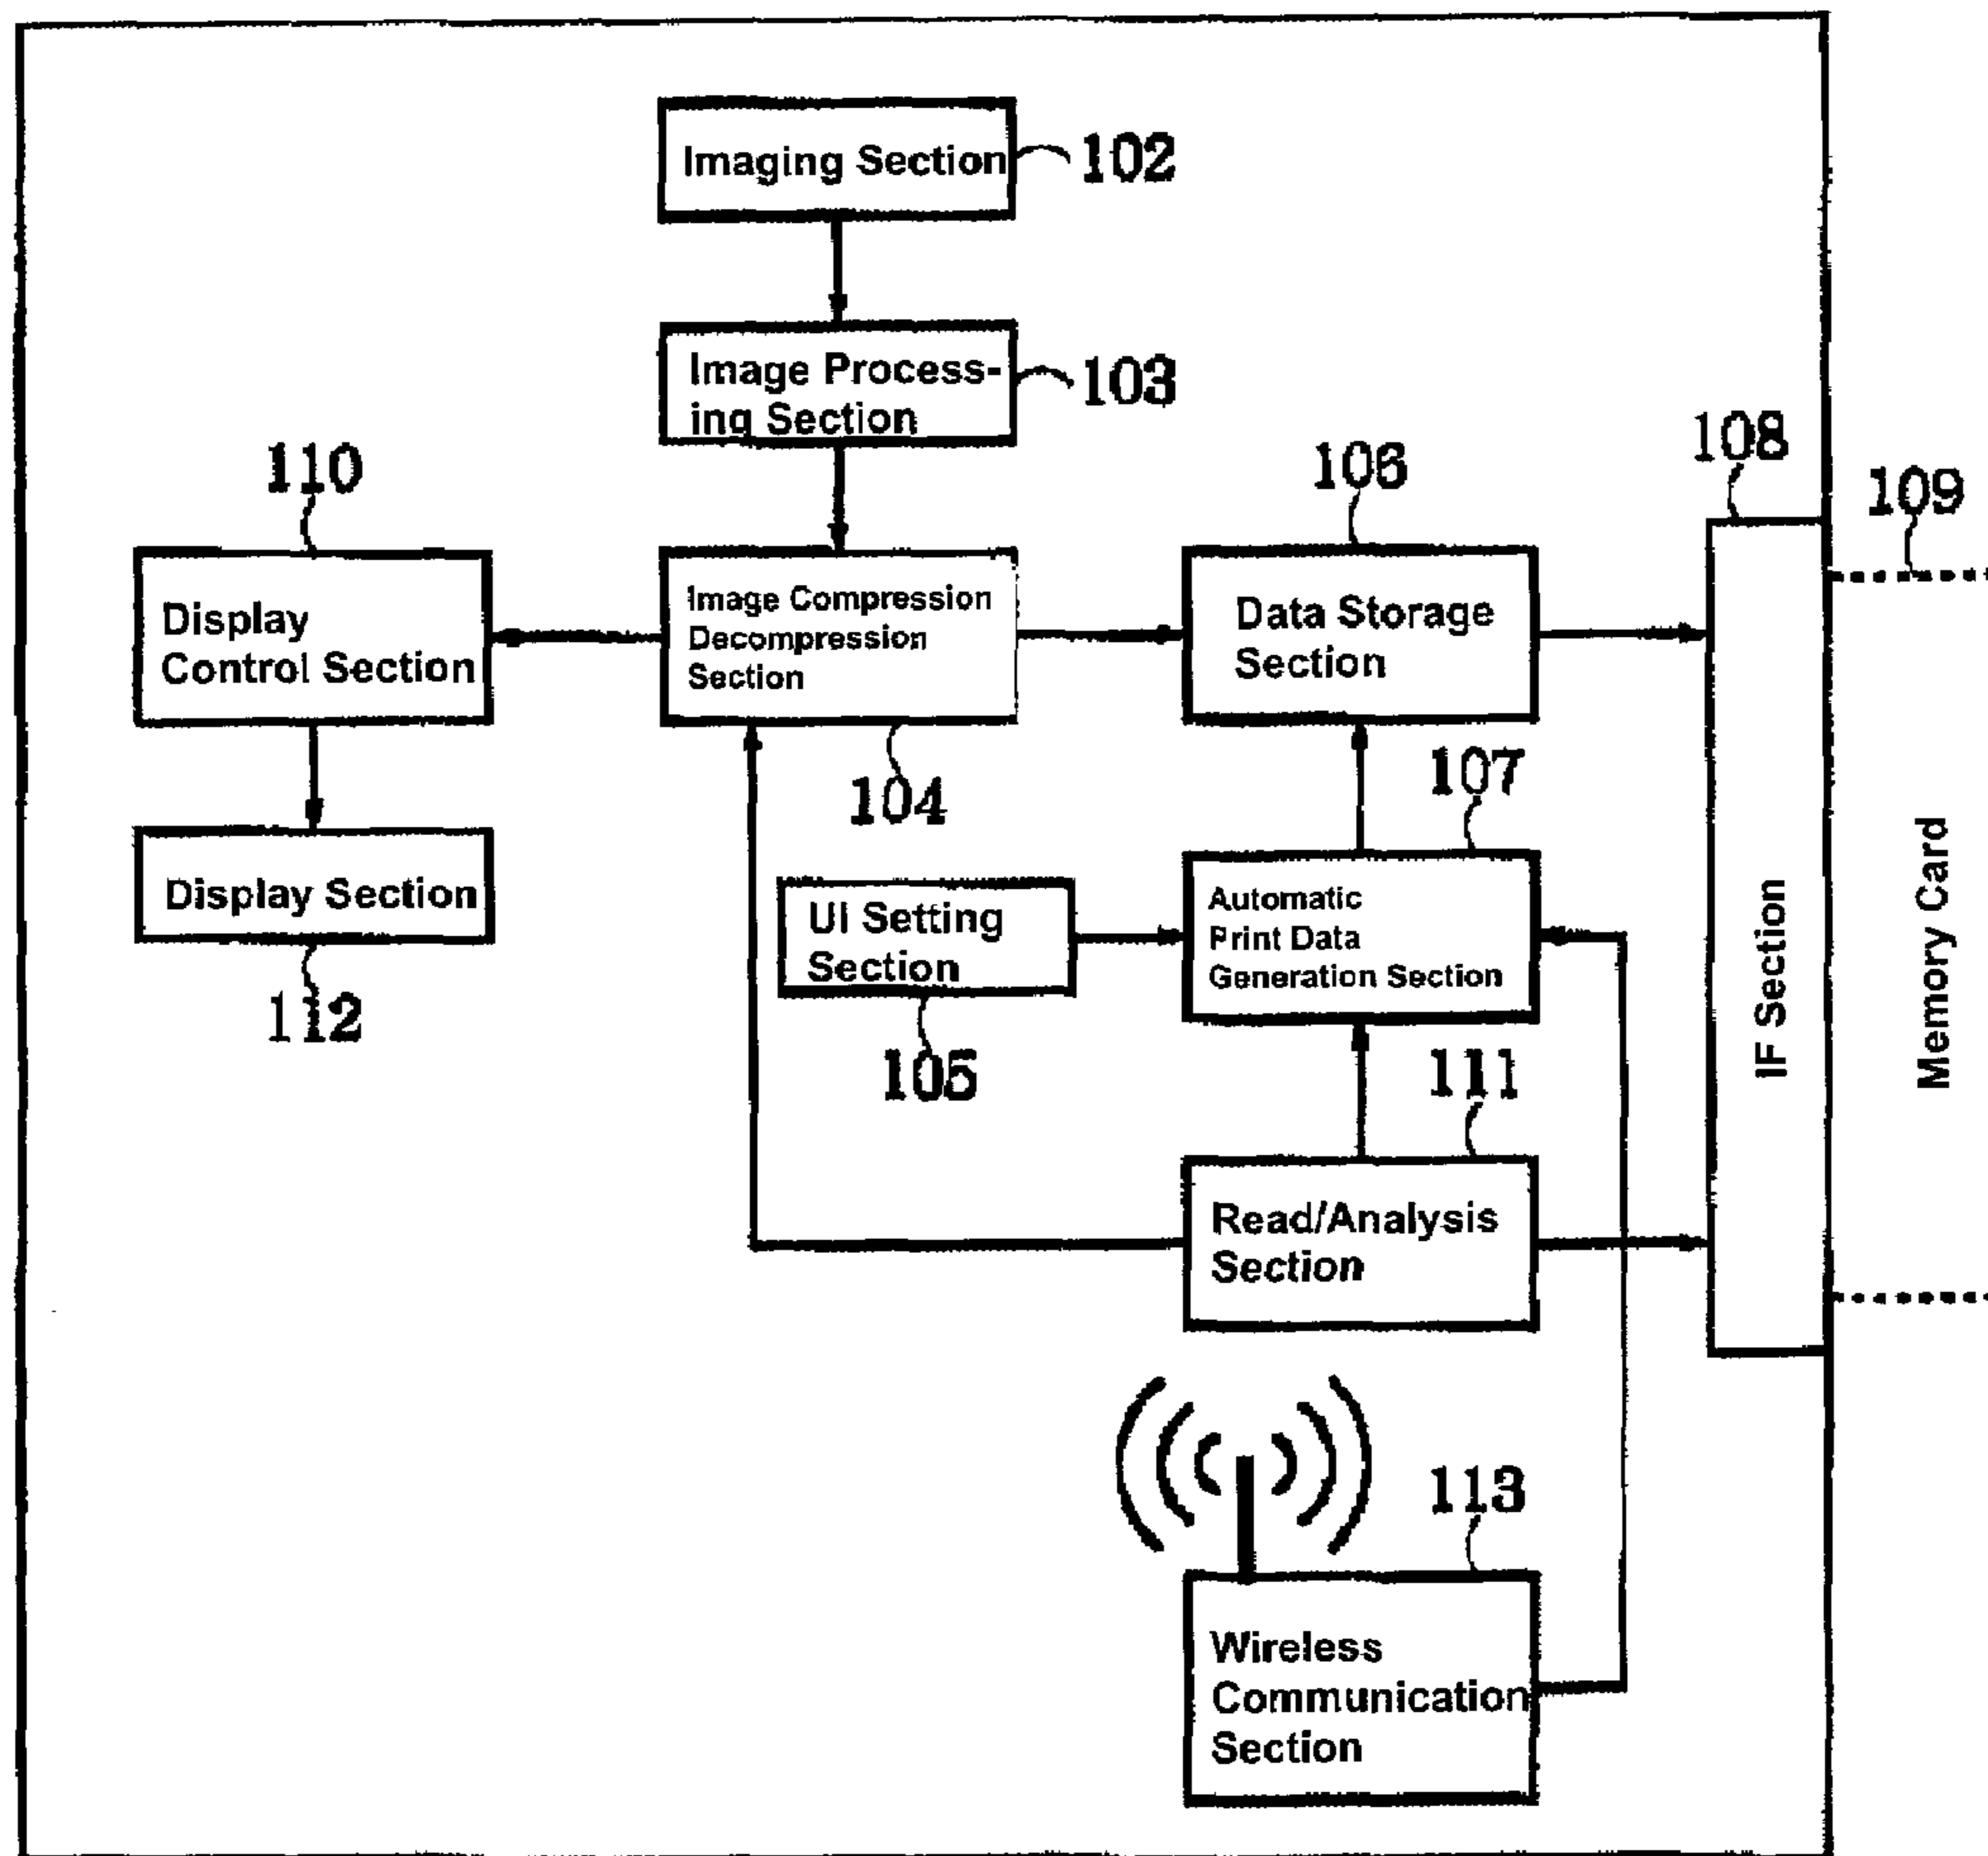 Imaging Section
102
Image Process-
ing Section
103
110
Display
Control Section
Image Compression
Decompression
Section
104
106
Data Storage
Section
108
109
Display Section
112
UI Setting
Section
105
107
Automatic
Print Data
Generation Section
IF Section
Memory Card
111
Read/Analysis
Section
113
Wireless
Communication
Section